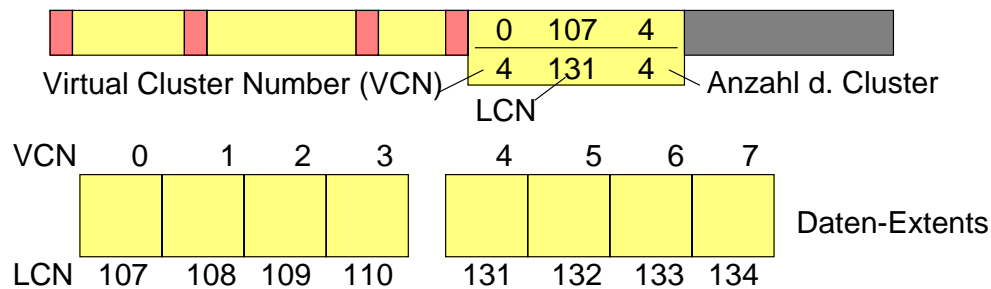 0 107 4
4 131 4
Virtual Cluster Number (VCN)
Anzahl d. Cluster
LCN
VCN 0 1 2 3 4 5 6 7
Daten-Extents
LCN 107 108 109 110 131 132 133 134